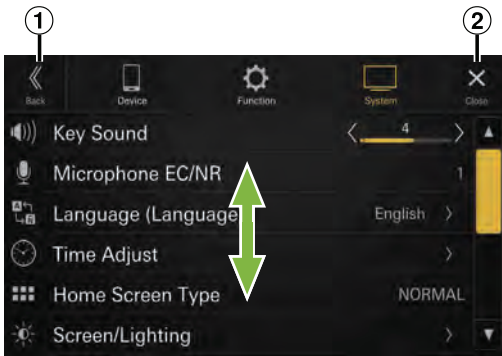 1 2
Back Device Function System Close
Key Sound 4
Microphone EC/NR 1
Language (Language English
Time Adjust
Home Screen Type NORMAL
Screen/Lighting